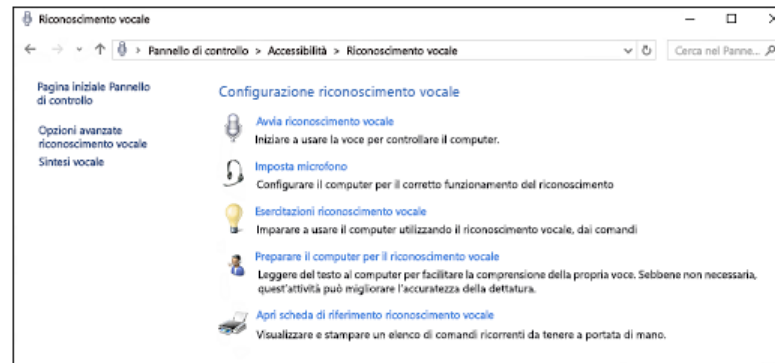 Riconoscimento vocale
Pannello di controllo > Accessibilità > Riconoscimento vocale
Cerca nel Panne...
Pagina iniziale Pannello
di controllo
Opzioni avanzate
riconoscimento vocale
Sintesi vocale
Configurazione riconoscimento vocale
Avvia riconoscimento vocale
Iniziare a usare la voce per controllare il computer.
Imposta microfono
Configurare il computer per il corretto funzionamento del riconoscimento
Esercitazioni riconoscimento vocale
Imparare a usare il computer utilizzando il riconoscimento vocale, dai comandi
Preparare il computer per il riconoscimento vocale
Leggere del testo al computer per facilitare la comprensione della propria voce. Sebbene non necessaria,
quest'attività può migliorare l'accuratezza della dettatura.
Apri scheda di riferimento riconoscimento vocale
Visualizzare e stampare un elenco di comandi ricorrenti da tenere a portata di mano.